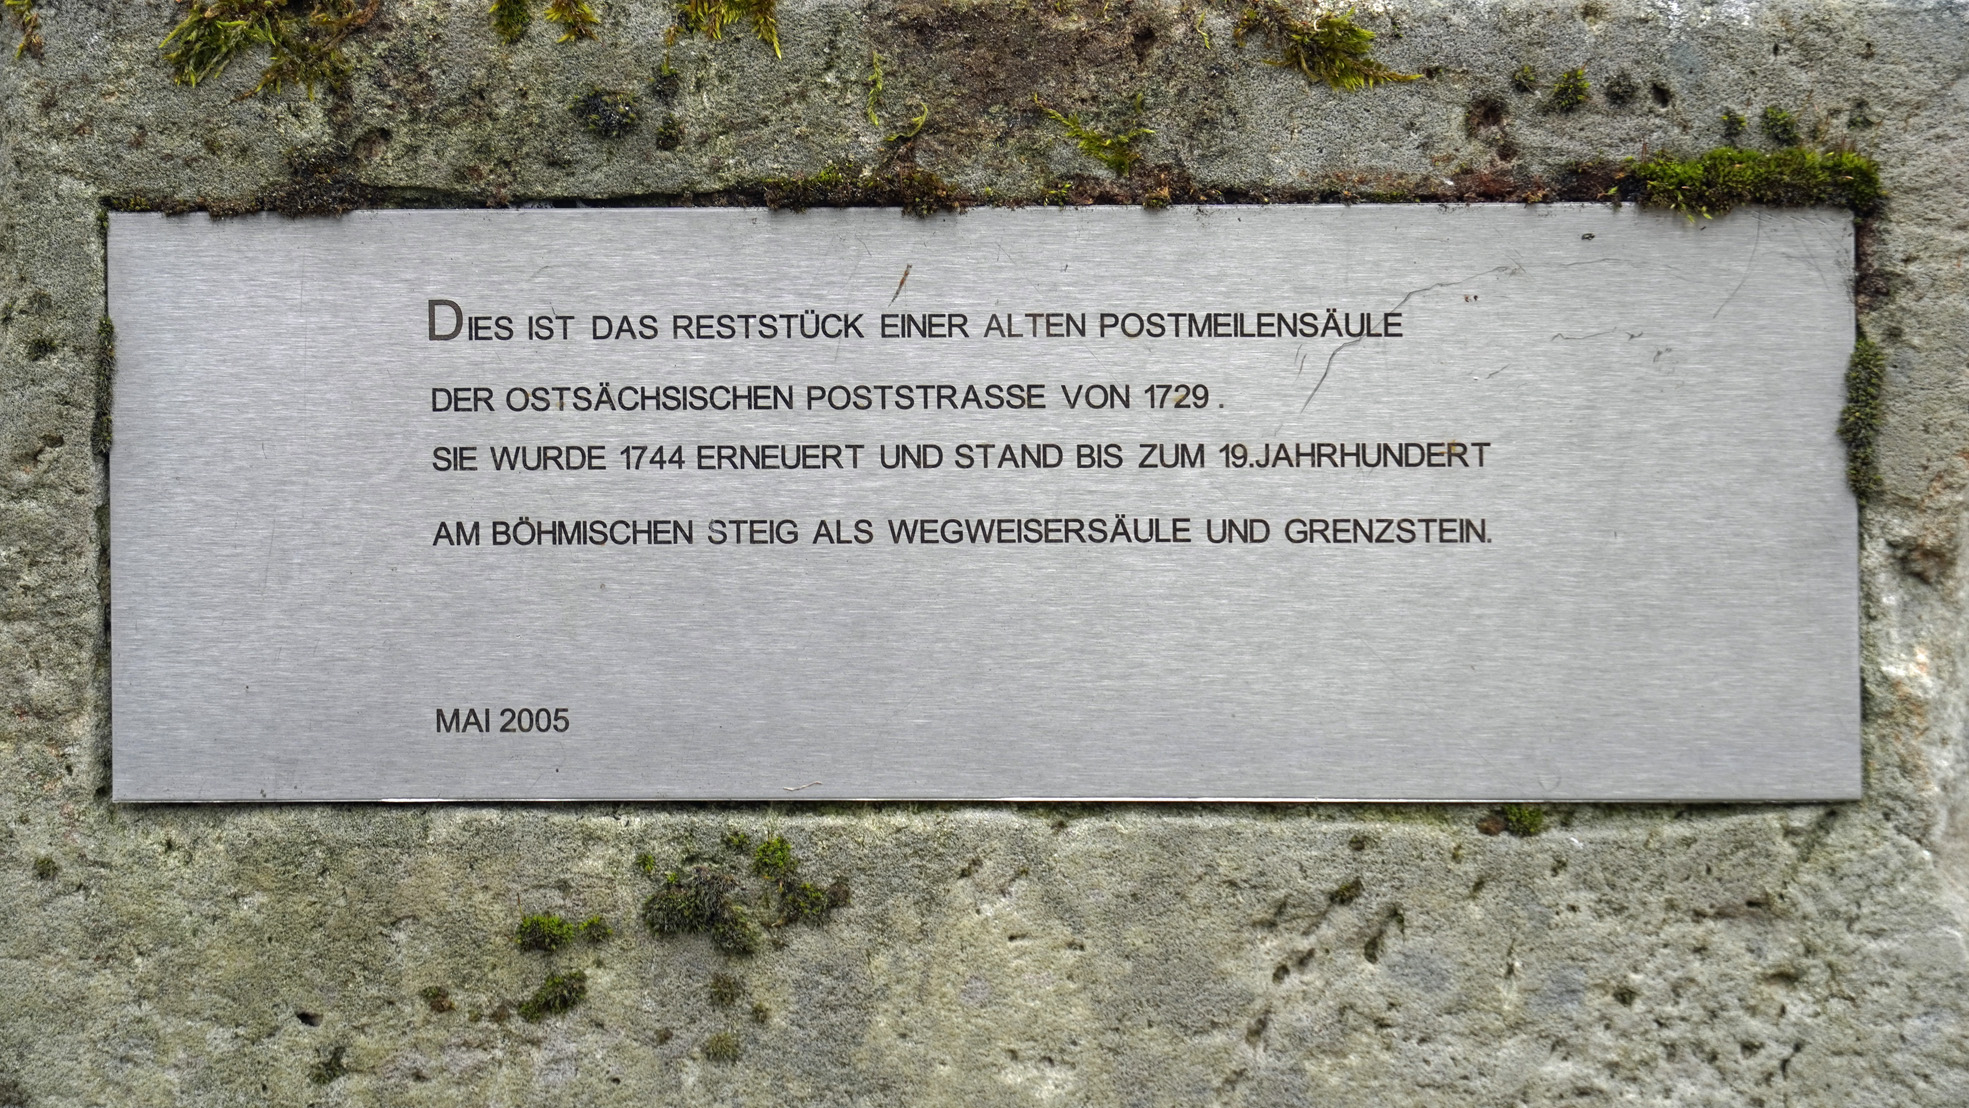 DIES IST DAS RESTSTÜCK EINER ALTEN POSTMEILENSÄULE
DER OSTSÄCHSISCHEN POSTSTRASSE VON 1729 .
SIE WURDE 1744 ERNEUERT UND STAND BIS ZUM 19.JAHRHUNDERT
AM BÖHMISCHEN STEIG ALS WEGWEISERSÄULE UND GRENZSTEIN.
MAI 2005